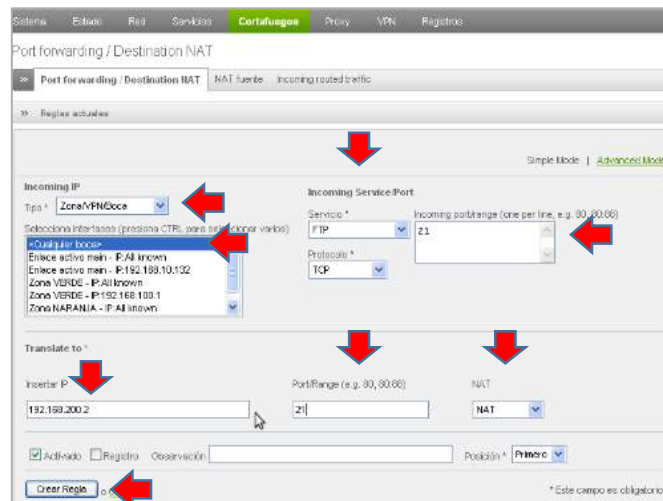 Sistema Estado Red Servicios Cortafuegos Proxy VPN Registros
Port forwarding / Destination NAT
» Port forwarding / Destination NAT NAT fuente Incoming routed traffic
» Reglas actuales
Simple Mode | Advanced Mode
Incoming IP
Incoming Service/Port
Tipo * Zona/VPN/Boca
Servicio * Incoming port/range (one per line, e.g. 80, 80:88)
Selecciona interfases (presiona CTRL para seleccionar varios)
FTP 21
<Cualquier boca>
Enlace activo main - IP:All known
Protocolo *
Enlace activo main - IP:192.168.10.132
TCP
Zona VERDE - IP:All known
Zona VERDE - IP:192.168.100.1
Zona NARANJA - IP:All known
Translate to *
Insertar IP Port/Range (e.g. 80, 80:88) NAT
192.168.200.2 21 NAT
Activado Registro Observación Posición * Primero
Crear Regla o
* Este campo es obligatorio